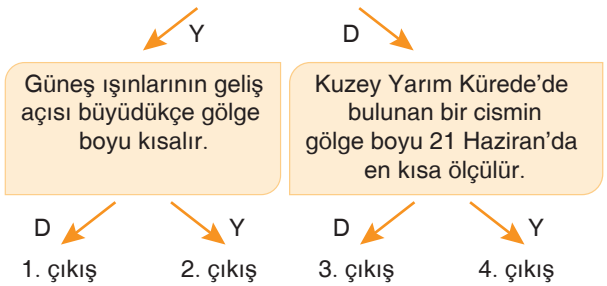 Y D
Güneş ışınlarının geliş
açısı büyüdükçe gölge
boyu kısalır.
Kuzey Yarım Kürede’de
bulunan bir cismin
gölge boyu 21 Haziran’da
en kısa ölçülür.
D Y D Y
1. çıkış 2. çıkış 3. çıkış 4. çıkış